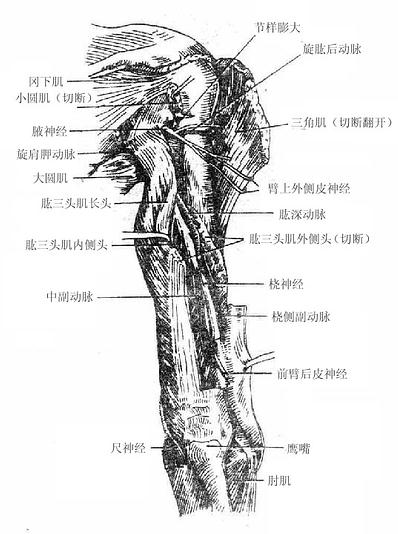 节样膨大
旋肱后动脉
冈下肌
小圆肌（切断）
三角肌（切断翻开）
腋神经
旋肩胛动脉
大圆肌
臂上外侧皮神经
肱三头肌长头
肱深动脉
肱三头肌内侧头
肱三头肌外侧头(切断)
桡神经
中副动脉
桡侧副动脉
前臂后皮神经
尺神经
鹰嘴
肘肌